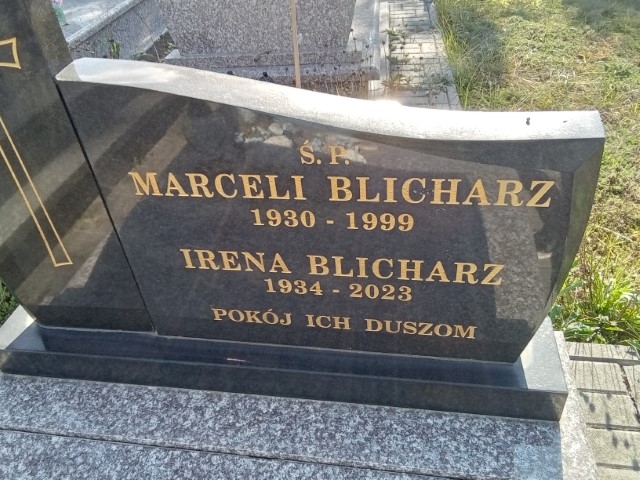 Ś. P.
MARCELI BLICHARZ
1930 - 1999
IRENA BLICHARZ
1934 - 2023
POKÓJ ICH DUSZOM